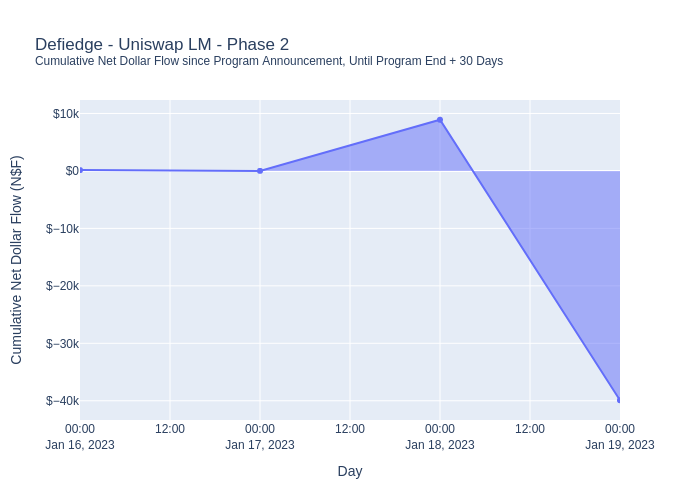 Defiedge - Uniswap LM - Phase 2
Cumulative Net Dollar Flow since Program Announcement, Until Program End + 30 Days
Cumulative Net Dollar Flow (N$F)
$10k
$0
$−10k
$−20k
$−30k
$−40k
00:00 12:00 00:00 12:00 00:00 12:00 00:00
Jan 16, 2023 Jan 17, 2023 Jan 18, 2023 Jan 19, 2023
Day